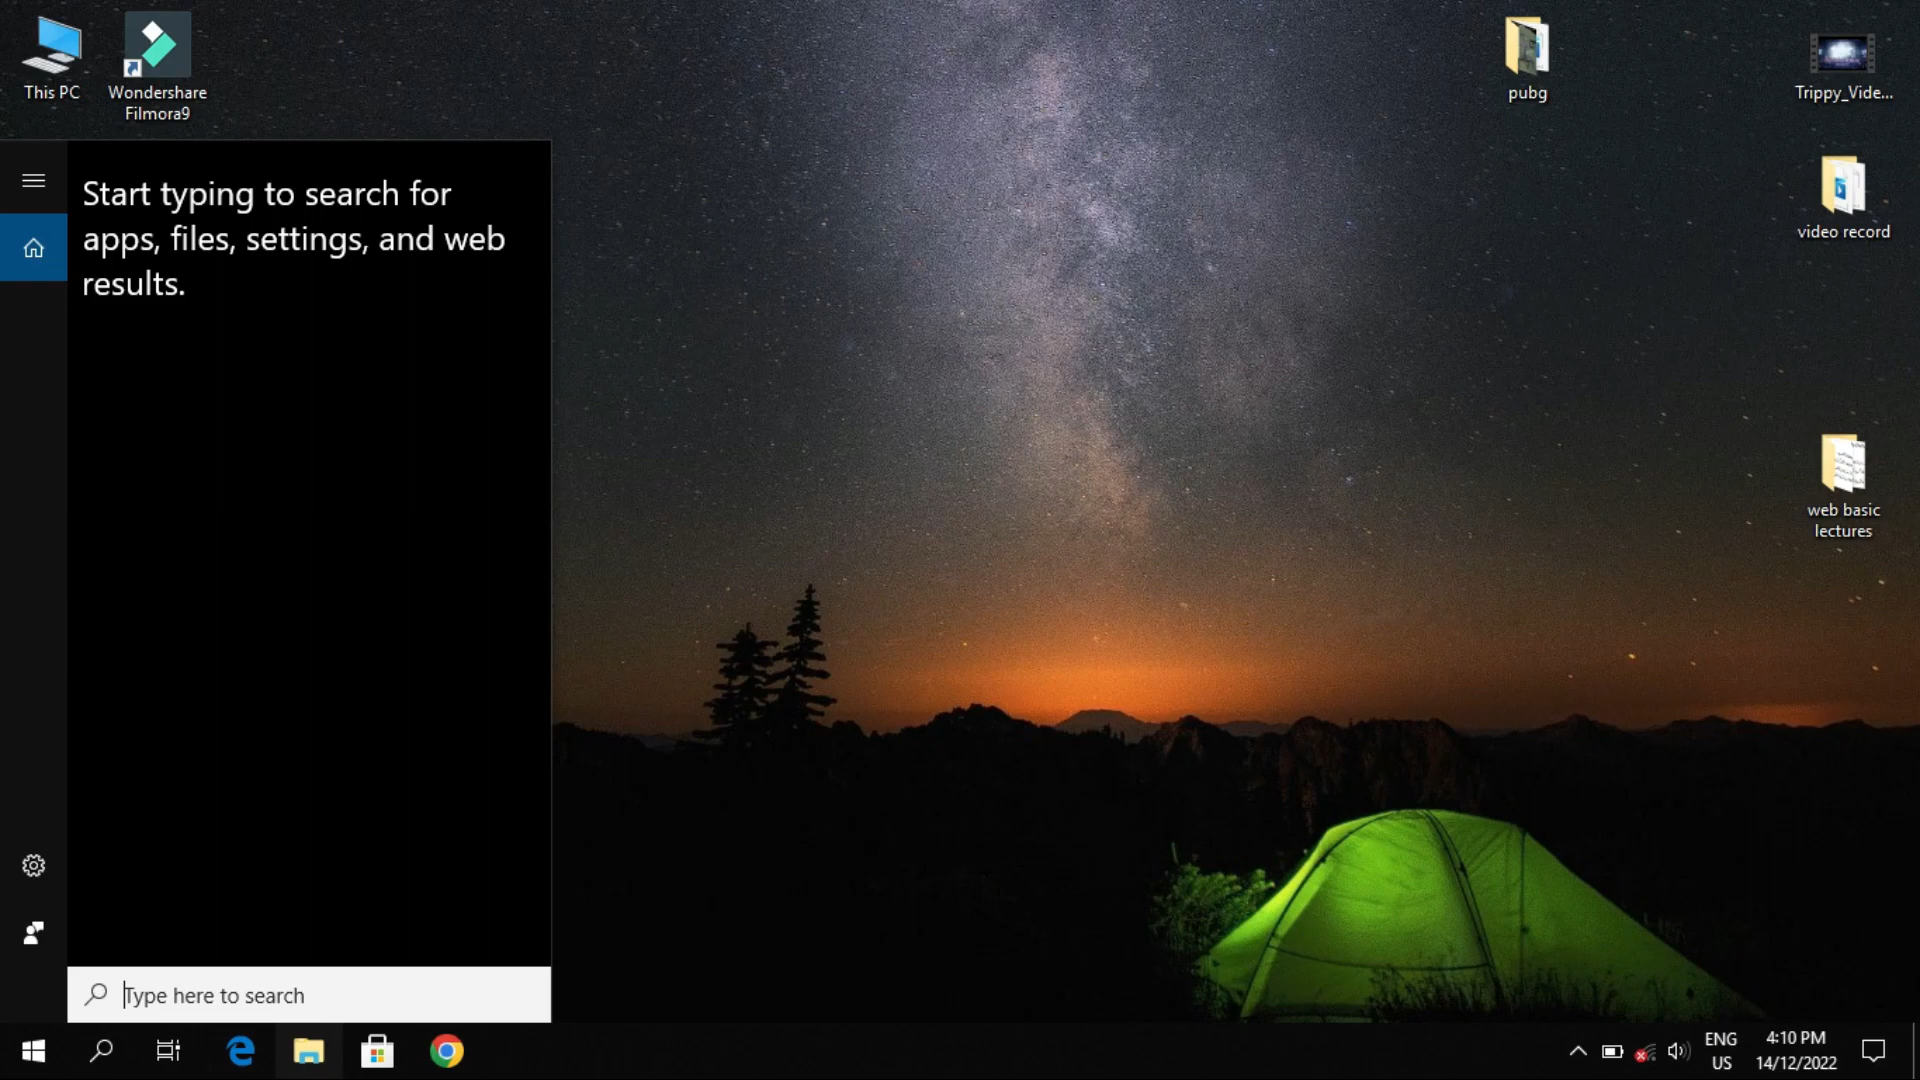 This PC
Wondershare
Filmora9
pubg
Trippy_Vide...
video record
web basic
lectures
Start typing to search for
apps, files, settings, and web
results.
Type here to search
ENG
US
4:10 PM
14/12/2022